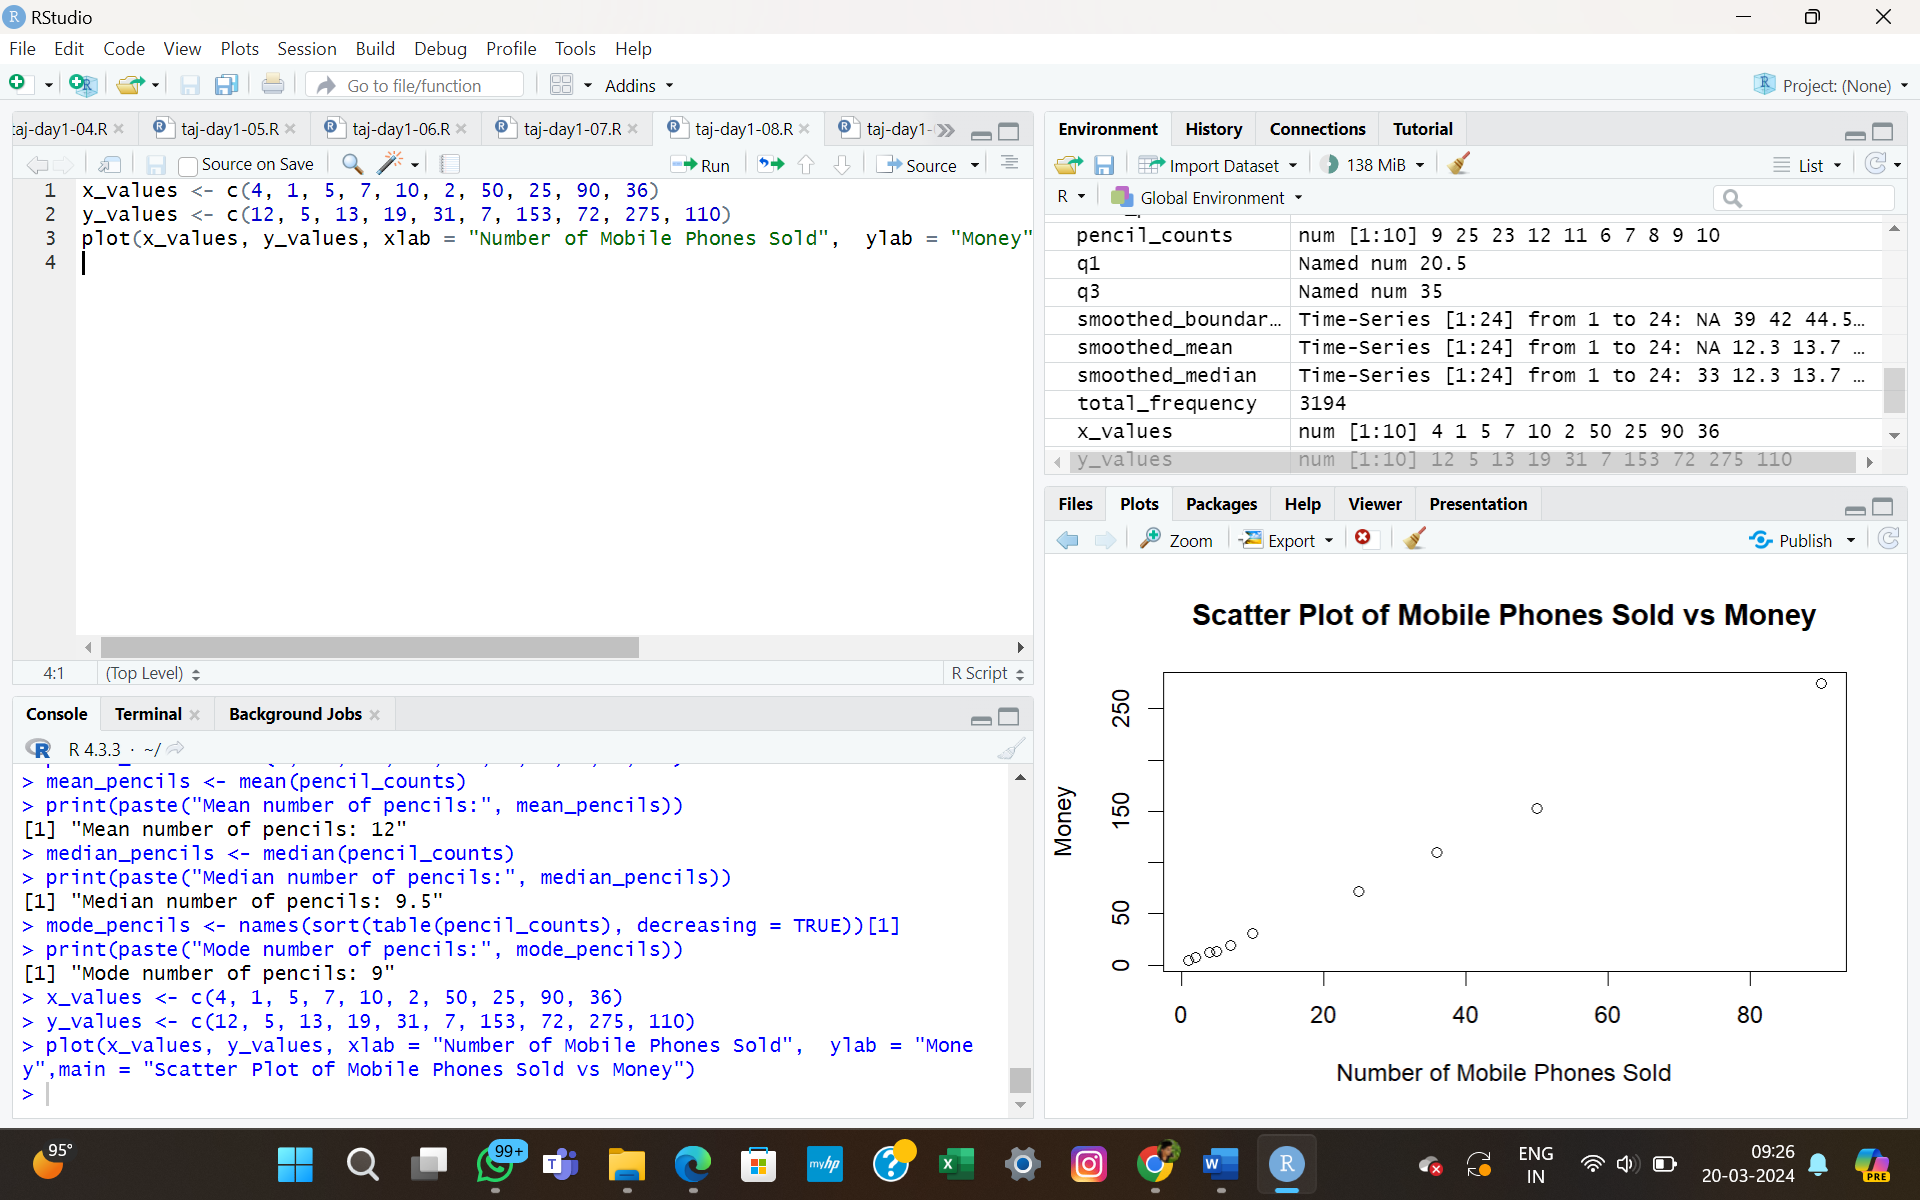 RStudio
File Edit Code View Plots Session Build Debug Profile Tools Help
Go to file/function Addins Project: (None)
taj-day1-04.R taj-day1-05.R taj-day1-06.R taj-day1-07.R taj-day1-08.R taj-day1-
Source on Save Run Source
1 x_values <- c(4, 1, 5, 7, 10, 2, 50, 25, 90, 36)
2 y_values <- c(12, 5, 13, 19, 31, 7, 153, 72, 275, 110)
3 plot(x_values, y_values, xlab = "Number of Mobile Phones Sold",  ylab = "Money"
4
4:1 (Top Level) R Script
Console Terminal Background Jobs
R 4.3.3 · ~/
> mean_pencils <- mean(pencil_counts)
> print(paste("Mean number of pencils:", mean_pencils))
[1] "Mean number of pencils: 12"
> median_pencils <- median(pencil_counts)
> print(paste("Median number of pencils:", median_pencils))
[1] "Median number of pencils: 9.5"
> mode_pencils <- names(sort(table(pencil_counts), decreasing = TRUE))[1]
> print(paste("Mode number of pencils:", mode_pencils))
[1] "Mode number of pencils: 9"
> x_values <- c(4, 1, 5, 7, 10, 2, 50, 25, 90, 36)
> y_values <- c(12, 5, 13, 19, 31, 7, 153, 72, 275, 110)
> plot(x_values, y_values, xlab = "Number of Mobile Phones Sold",  ylab = "Mone
y",main = "Scatter Plot of Mobile Phones Sold vs Money")
>
Environment History Connections Tutorial
Import Dataset 138 MiB List
R Global Environment
pencil_counts num [1:10] 9 25 23 12 11 6 7 8 9 10
q1 Named num 20.5
q3 Named num 35
smoothed_boundar… Time-Series [1:24] from 1 to 24: NA 39 42 44.5…
smoothed_mean Time-Series [1:24] from 1 to 24: NA 12.3 13.7 …
smoothed_median Time-Series [1:24] from 1 to 24: 33 12.3 13.7 …
total_frequency 3194
x_values num [1:10] 4 1 5 7 10 2 50 25 90 36
y_values num [1:10] 12 5 13 19 31 7 153 72 275 110
Files Plots Packages Help Viewer Presentation
Zoom Export Publish
Scatter Plot of Mobile Phones Sold vs Money
Money
250
150
50
0
0 20 40 60 80
Number of Mobile Phones Sold
95° 99+ myhp ENG IN 09:26 20-03-2024 PRE